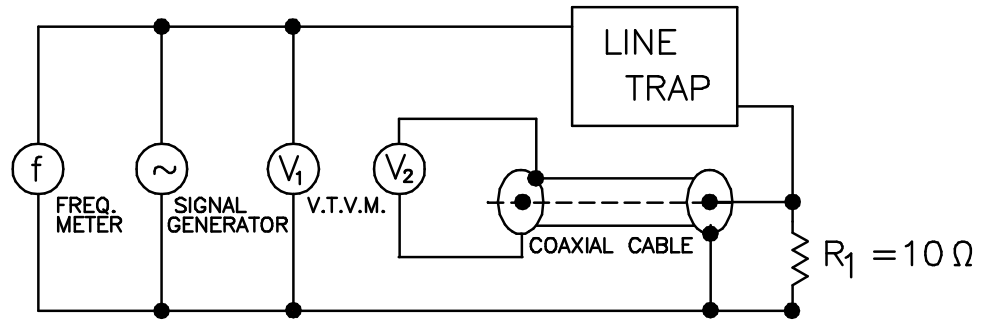 LINE
TRAP
f
~
V1
V2
FREQ.
METER
SIGNAL
GENERATOR
V.T.V.M.
COAXIAL CABLE
R1 = 10 Ω